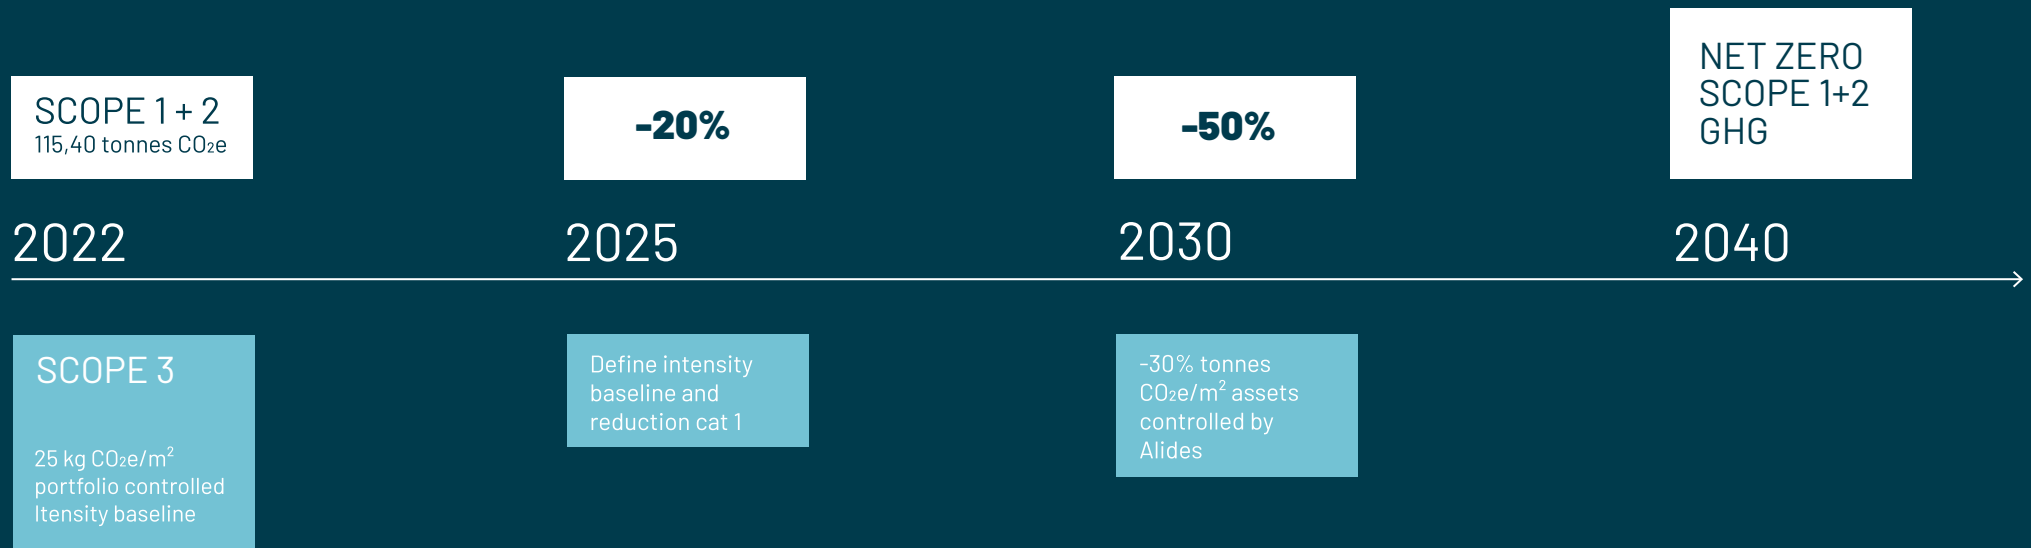 SCOPE 1 + 2
115,40 tonnes CO₂e
-20%
-50%
NET ZERO
SCOPE 1+2
GHG
2022
2025
2030
2040
SCOPE 3
25 kg CO₂e/m²
portfolio controlled
Itensity baseline
Define intensity
baseline and
reduction cat 1
-30% tonnes
CO₂e/m² assets
controlled by
Alides